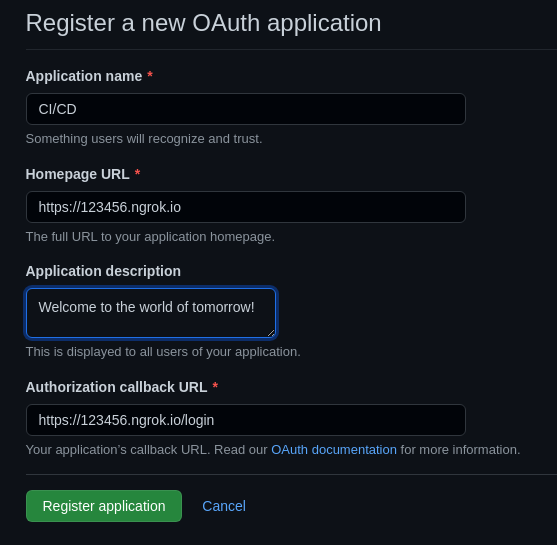 Register a new OAuth application
Application name *
CI/CD
Something users will recognize and trust.
Homepage URL *
https://123456.ngrok.io
The full URL to your application homepage.
Application description
Welcome to the world of tomorrow!
This is displayed to all users of your application.
Authorization callback URL *
https://123456.ngrok.io/login
Your application's callback URL. Read our OAuth documentation for more information.
Register application Cancel